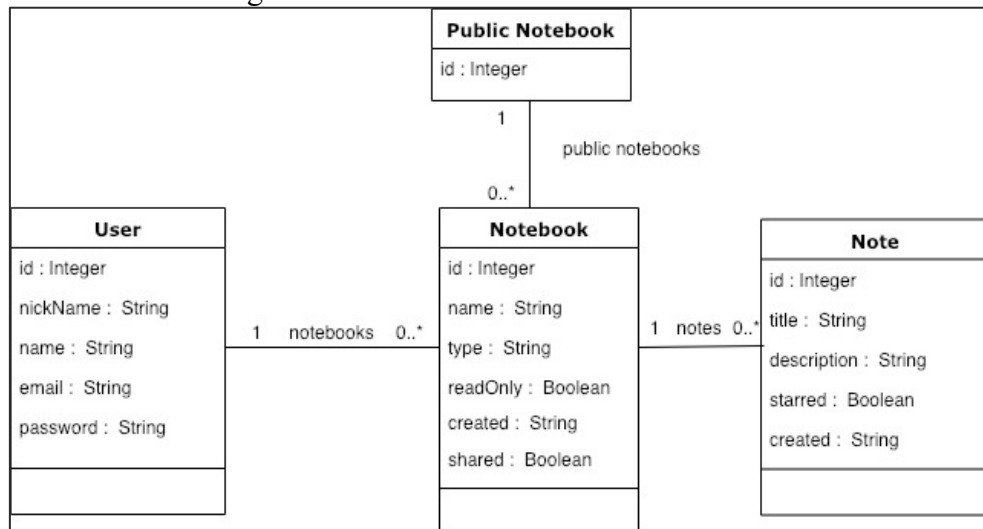 Public Notebook
id : Integer
1
public notebooks
0..*
User
id : Integer
nickName : String
name : String
email : String
password : String
1 notebooks 0..*
Notebook
id : Integer
name : String
type : String
readOnly : Boolean
created : String
shared : Boolean
1 notes 0..*
Note
id : Integer
title : String
description : String
starred : Boolean
created : String